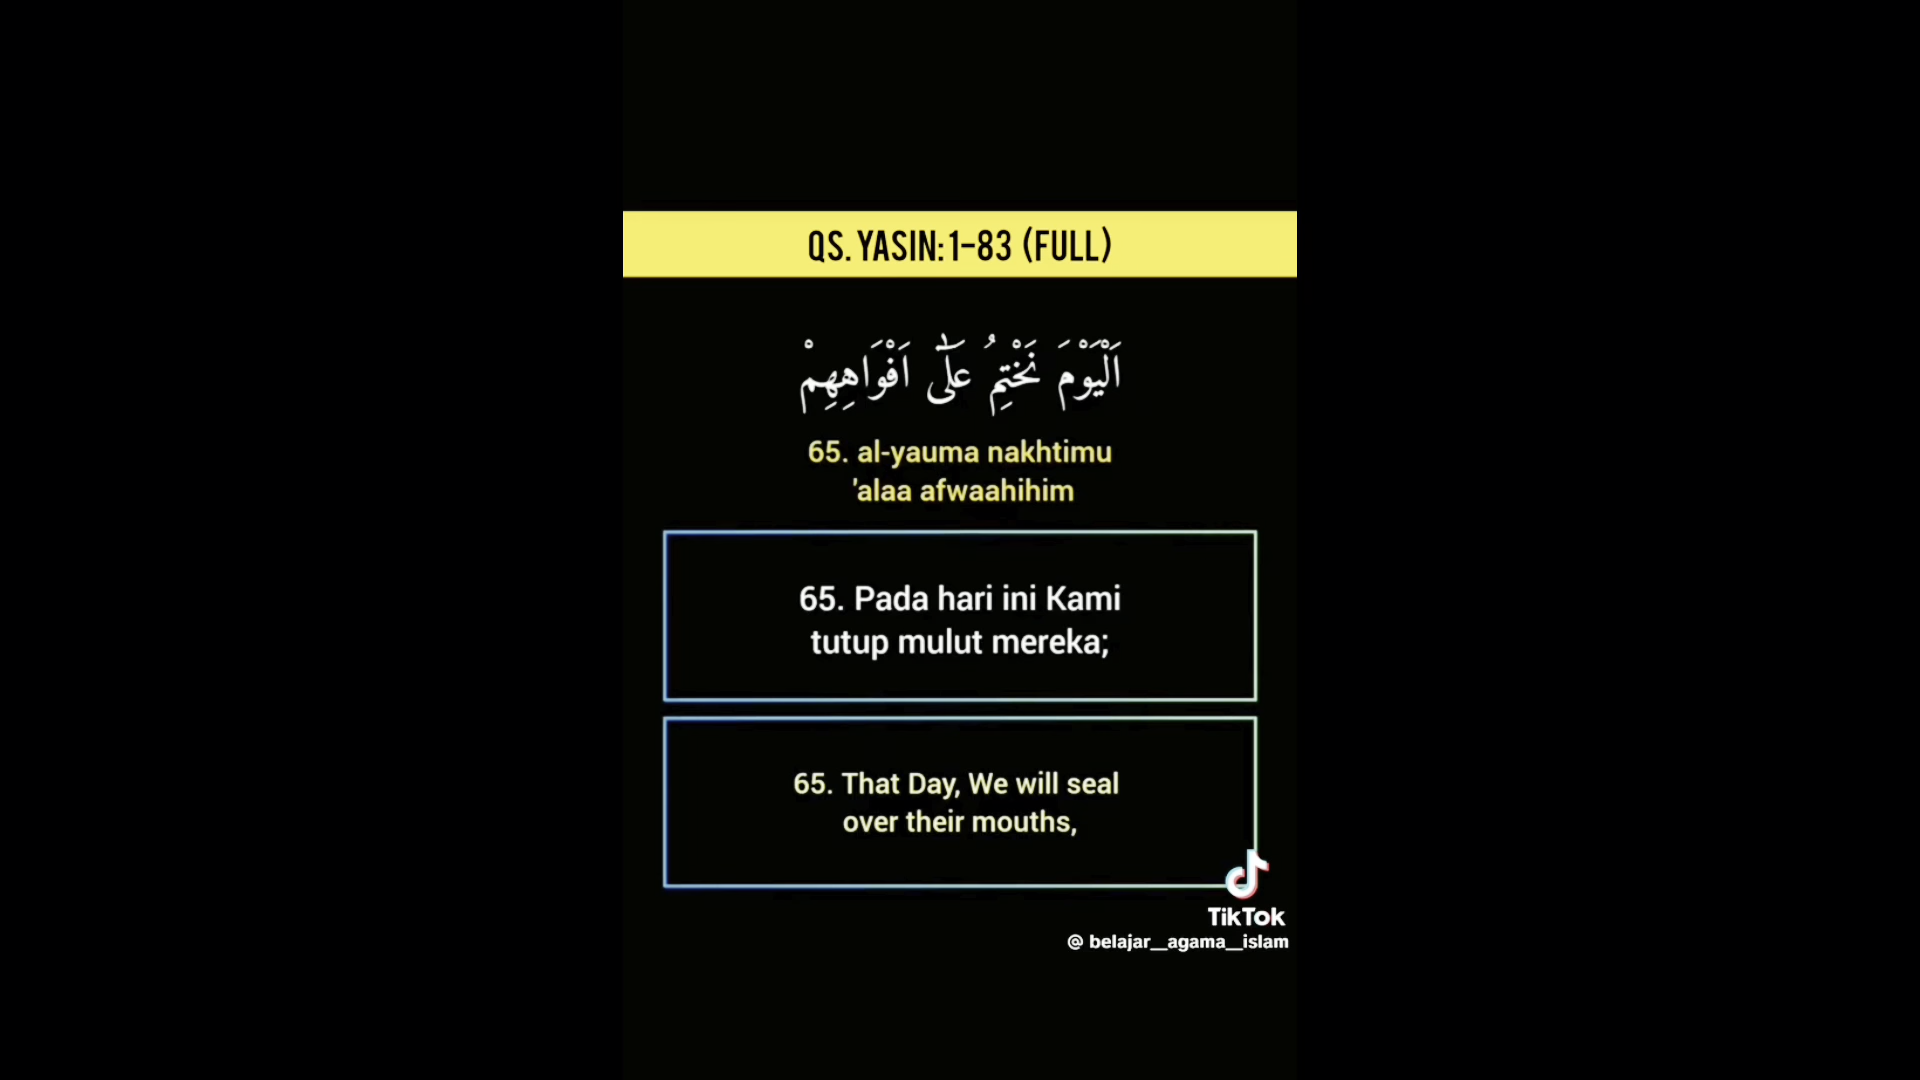 QS. YASIN: 1-83 (FULL)
اَلْيَوْمَ نَخْتِمُ عَلٰٓى اَفْوَاهِهِمْ
65. al-yauma nakhtimu
'alaa afwaahihim
65. Pada hari ini Kami
tutup mulut mereka;
65. That Day, We will seal
over their mouths,
TikTok
@ belajar__agama__islam